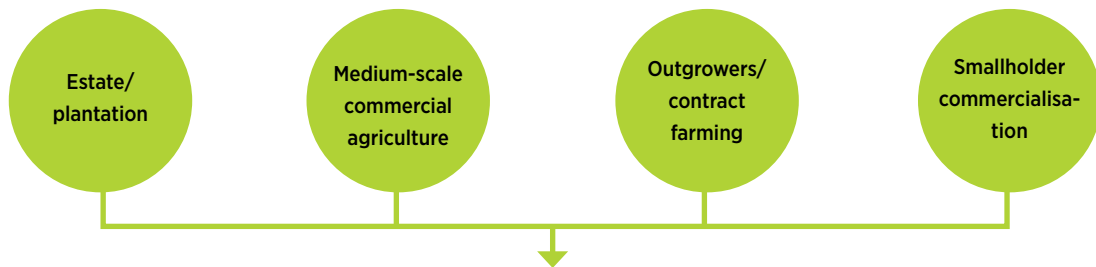 Estate/
plantation
Medium-scale
commercial
agriculture
Outgrowers/
contract
farming
Smallholder
commercialisa-
tion